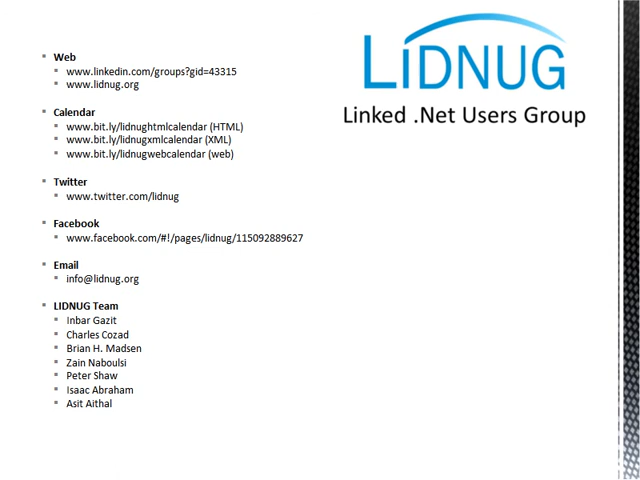 LiDNUG
Linked .Net Users Group
Web
www.linkedin.com/groups?gid=43315
www.lidnug.org
Calendar
www.bit.ly/lidnughtmlcalendar (HTML)
www.bit.ly/lidnugxmlcalendar (XML)
www.bit.ly/lidnugwebcalendar (web)
Twitter
www.twitter.com/lidnug
Facebook
www.facebook.com/#!/pages/lidnug/115092889627
Email
info@lidnug.org
LIDNUG Team
Inbar Gazit
Charles Cozad
Brian H. Madsen
Zain Naboulsi
Peter Shaw
Isaac Abraham
Asit Aithal